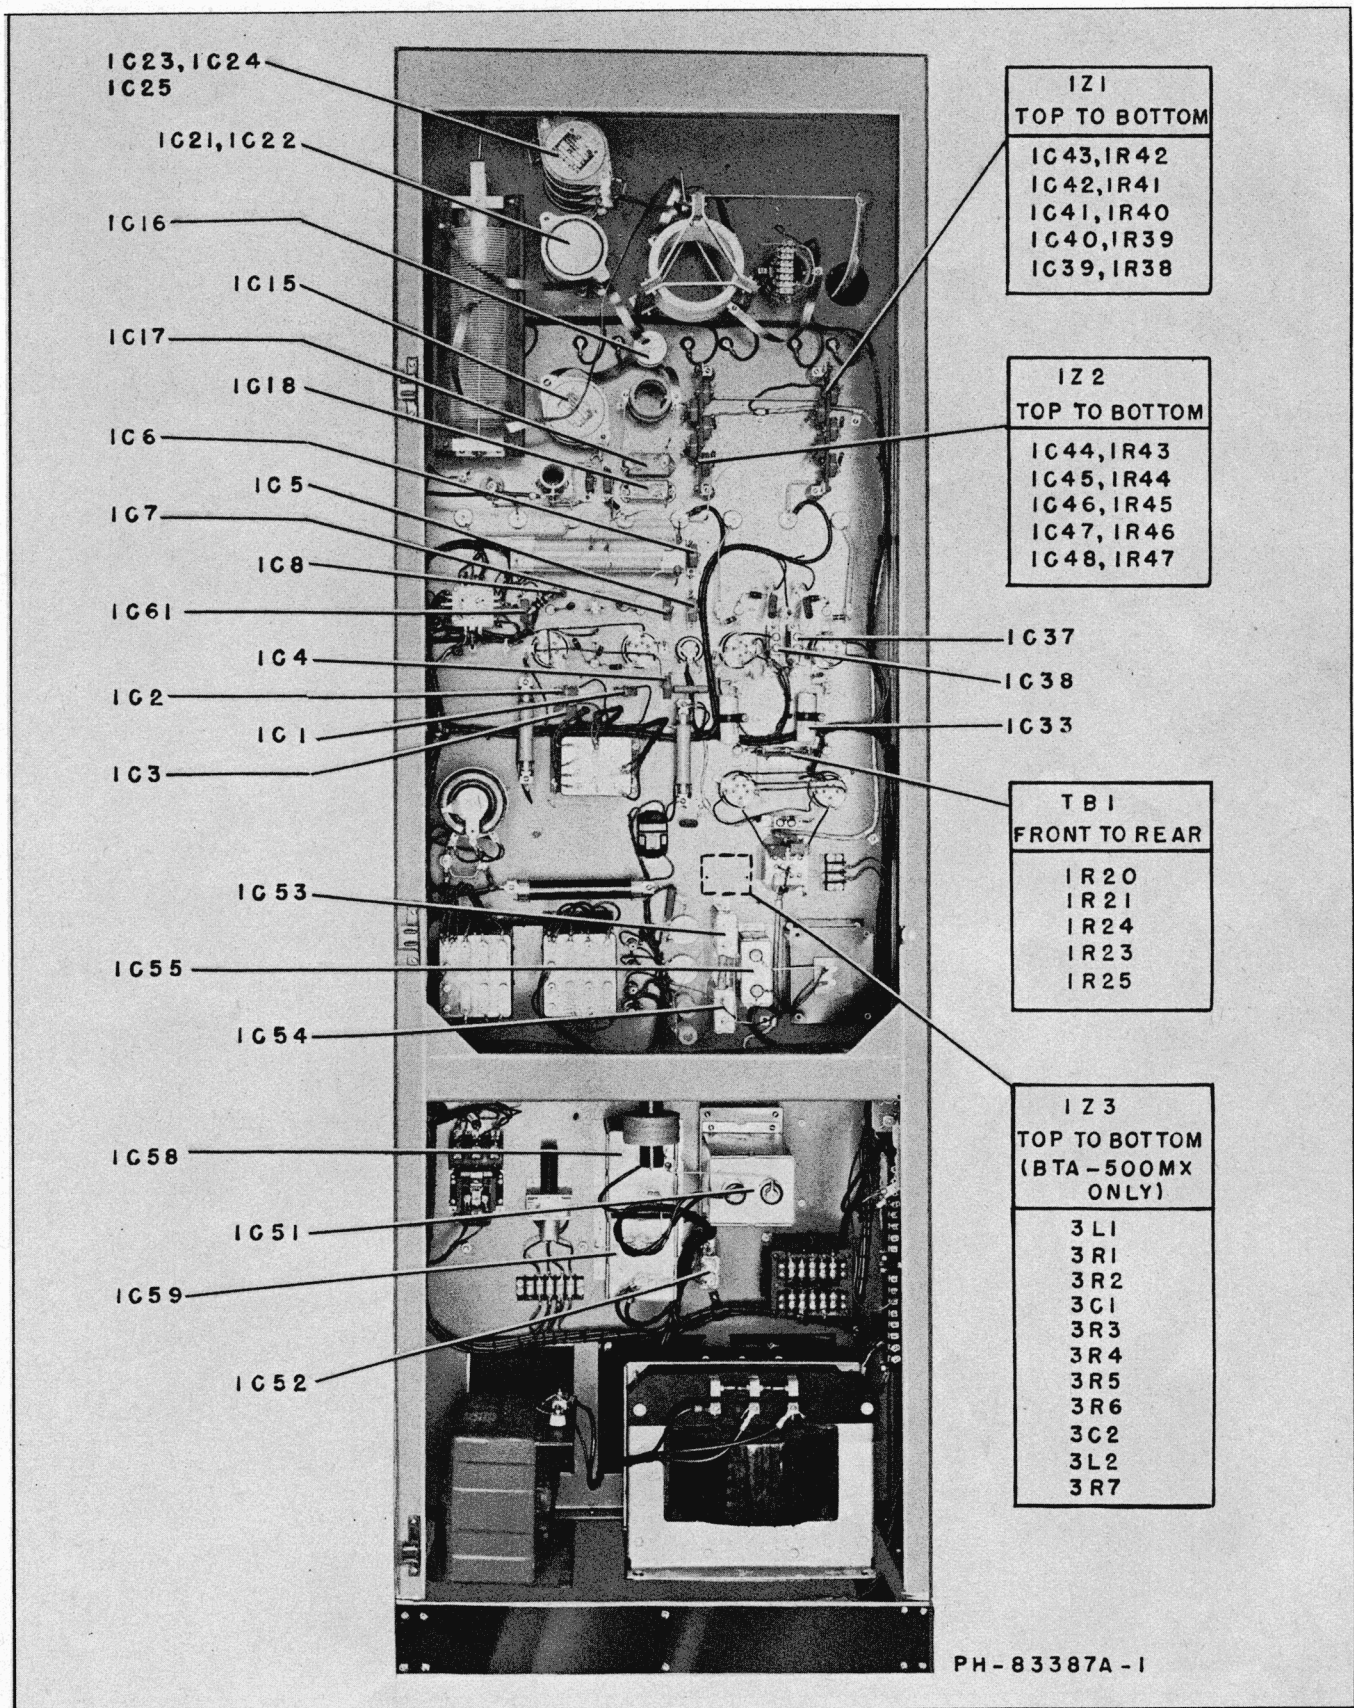 1C23,1C24
1C25
1C21,1C22
1C16
1C15
1C17
1C18
1C6
1C5
1C7
1C8
1C61
1C4
1C2
1C1
1C3
1C53
1C55
1C54
1C58
1C51
1C59
1C52
1Z1
TOP TO BOTTOM
1C43,1R42
1C42,1R41
1C41,1R40
1C40,1R39
1C39,1R38
1Z2
TOP TO BOTTOM
1C44,1R43
1C45,1R44
1C46,1R45
1C47,1R46
1C48,1R47
1C37
1C38
1C33
TB1
FRONT TO REAR
1R20
1R21
1R24
1R23
1R25
1Z3
TOP TO BOTTOM
(BTA-500MX
ONLY)
3L1
3R1
3R2
3C1
3R3
3R4
3R5
3R6
3C2
3L2
3R7
PH-83387A-1